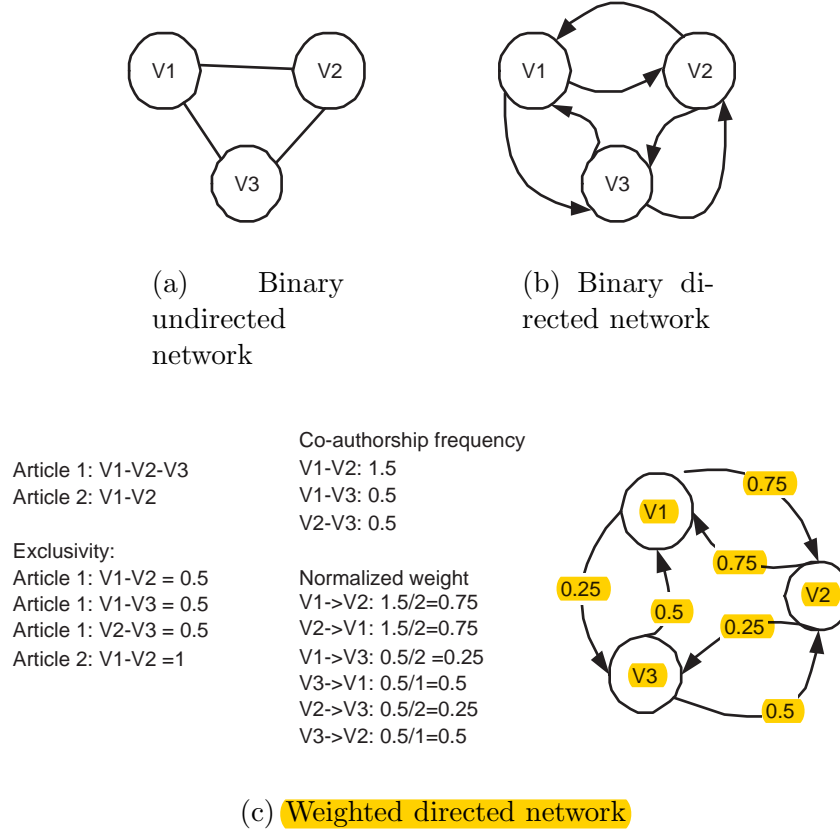 V1
V2
V3
V1
V2
V3
(a) Binary
undirected
network
(b) Binary di-
rected network
Article 1: V1-V2-V3
Article 2: V1-V2
Exclusivity:
Article 1: V1-V2 = 0.5
Article 1: V1-V3 = 0.5
Article 1: V2-V3 = 0.5
Article 2: V1-V2 =1
Co-authorship frequency
V1-V2: 1.5
V1-V3: 0.5
V2-V3: 0.5
Normalized weight
V1->V2: 1.5/2=0.75
V2->V1: 1.5/2=0.75
V1->V3: 0.5/2 =0.25
V3->V1: 0.5/1=0.5
V2->V3: 0.5/2=0.25
V3->V2: 0.5/1=0.5
0.75
V1
0.75
0.25
V2
0.5
0.25
V3
0.5
(c) Weighted directed network